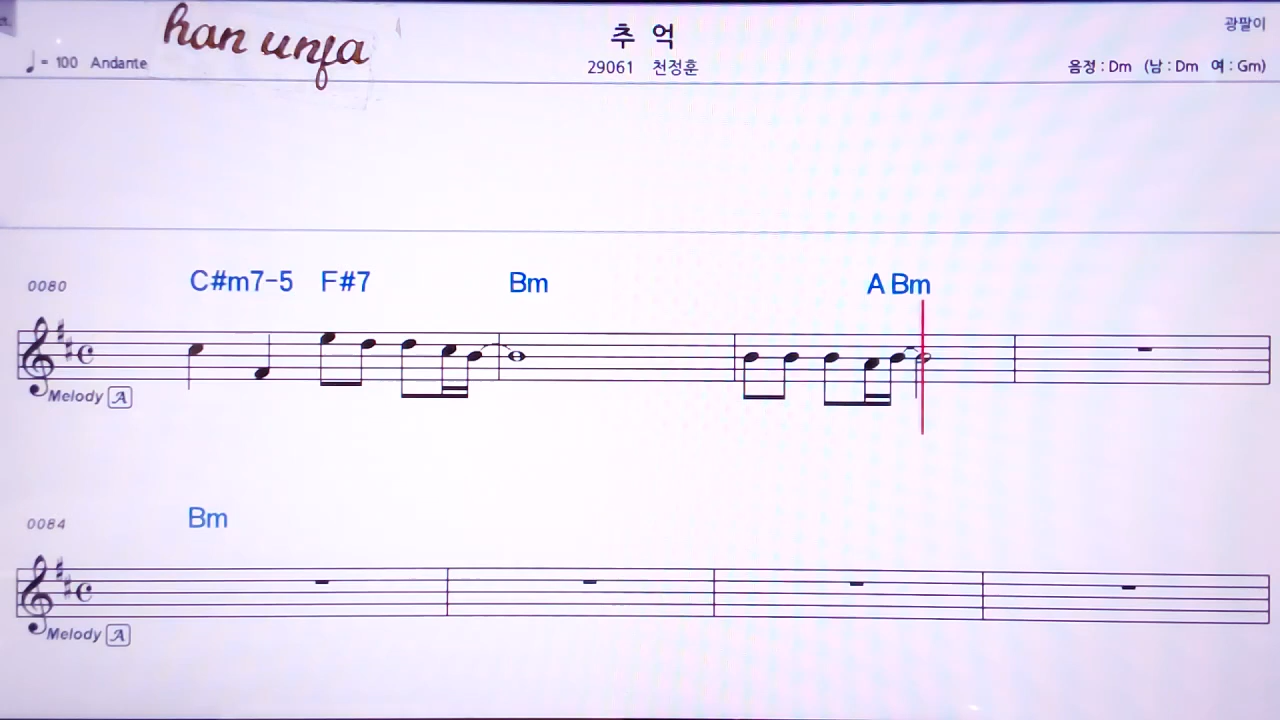 han unja
추 억
광팔이
♩ = 100 Andante
29061 천정훈
음정 : Dm (남 : Dm 여 : Gm)
0080
C#m7-5 F#7 Bm A Bm
Melody A
0084
Bm
Melody A